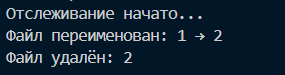 Отслеживание начато...
Файл переименован: 1 → 2
Файл удалён: 2